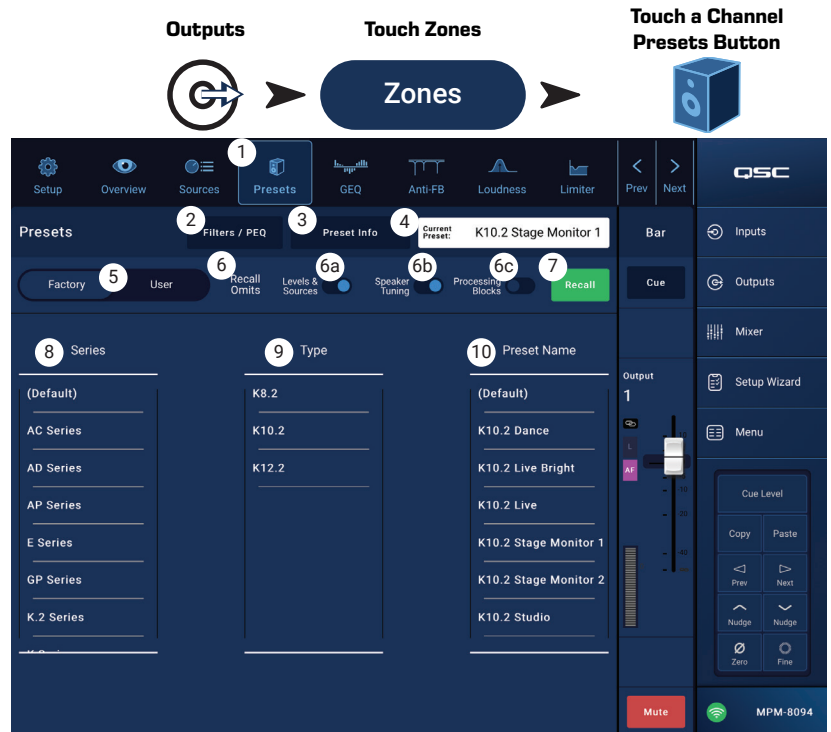 Outputs
Touch Zones
Touch a Channel
Presets Button
Zones
1
Setup
Overview
Sources
Presets
GEQ
Anti-FB
Loudness
Limiter
Prev
Next
QSC
Presets
2
Filters / PEQ
3
Preset Info
4
Current
Preset:
K10.2 Stage Monitor 1
Bar
Inputs
Factory
5
User
6
Recall
Omits
Levels &
Sources
6a
Speaker
Tuning
6b
Processing
Blocks
6c
7
Recall
Cue
Outputs
Mixer
8
Series
9
Type
10
Preset Name
(Default)
AC Series
AD Series
AP Series
E Series
GP Series
K.2 Series
K8.2
K10.2
K12.2
(Default)
K10.2 Dance
K10.2 Live Bright
K10.2 Live
K10.2 Stage Monitor 1
K10.2 Stage Monitor 2
K10.2 Studio
Output
1
L
AF
10
-10
-20
-40
Mute
Setup Wizard
Menu
Cue Level
Copy
Paste
Prev
Next
Nudge
Nudge
Zero
Fine
MPM-8094